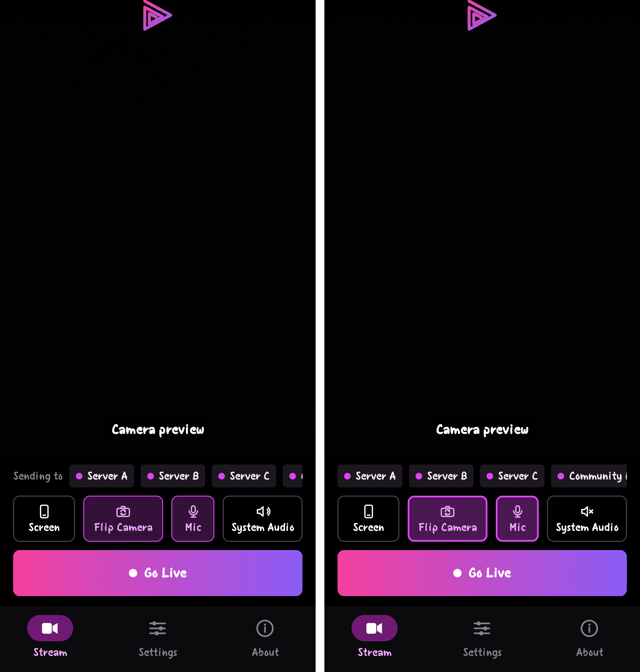 Camera preview
Sending to Server A Server B Server C
Screen Flip Camera Mic System Audio
Go Live
Stream Settings About
Camera preview
Server A Server B Server C Community
Screen Flip Camera Mic System Audio
Go Live
Stream Settings About